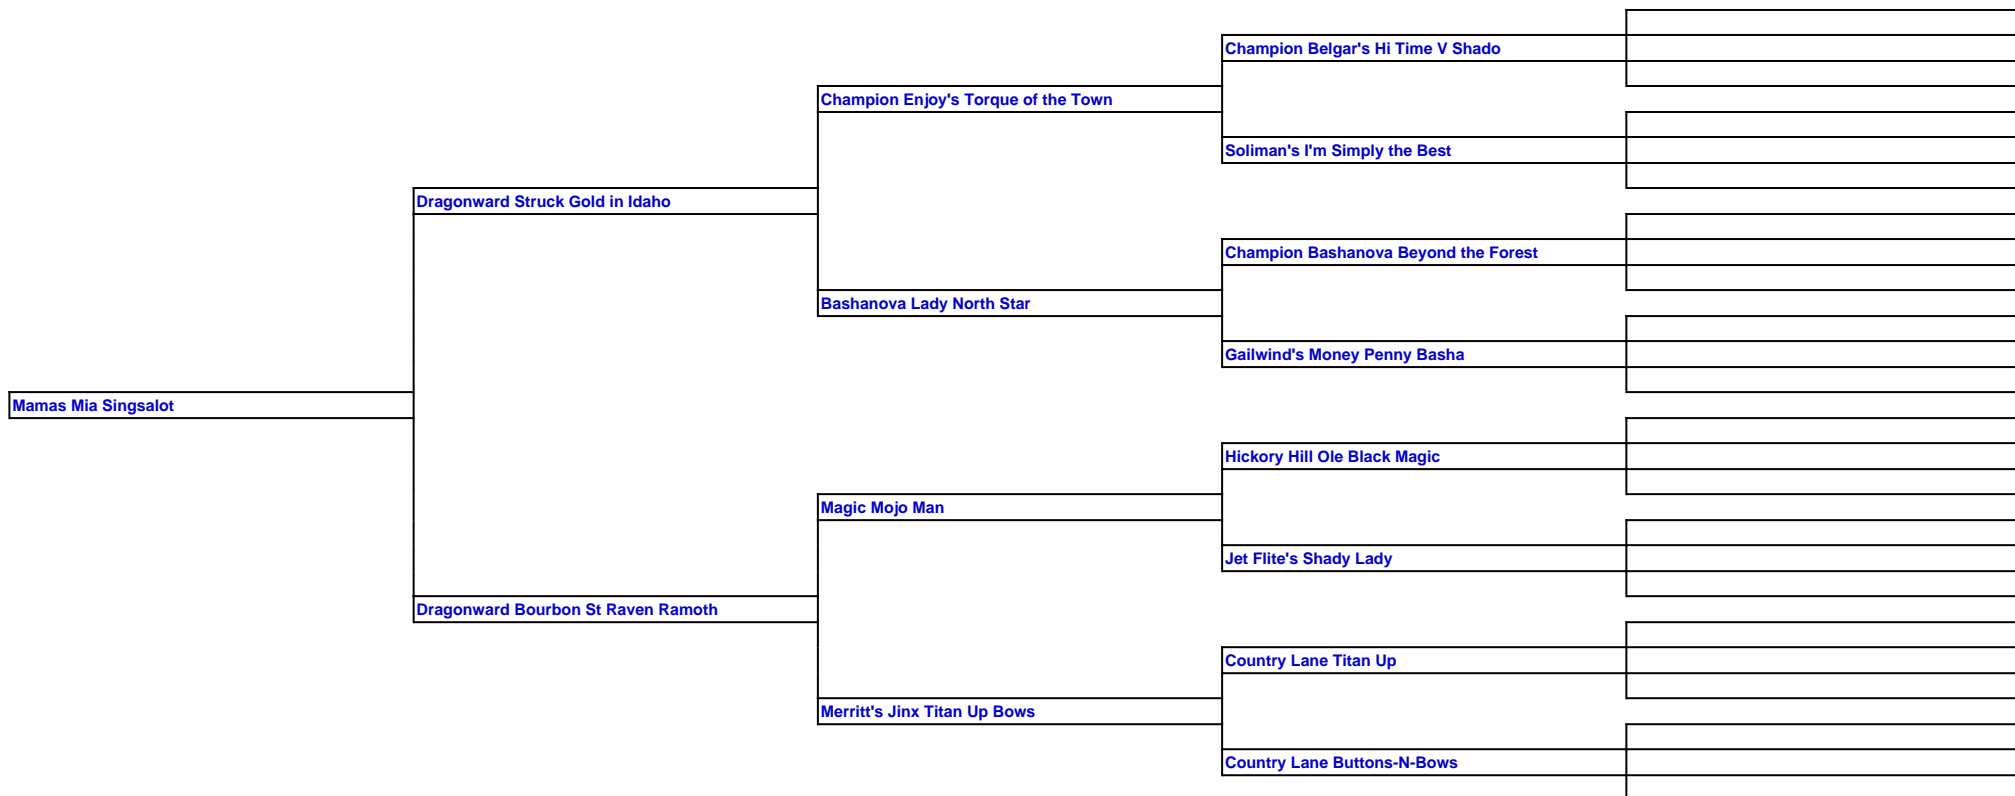 Champion Belgar's Hi Time V Shado
Champion Enjoy's Torque of the Town
Soliman's I'm Simply the Best
Dragonward Struck Gold in Idaho
Champion Bashanova Beyond the Forest
Bashanova Lady North Star
Gailwind's Money Penny Basha
Mamas Mia Singsalot
Hickory Hill Ole Black Magic
Magic Mojo Man
Jet Flite's Shady Lady
Dragonward Bourbon St Raven Ramoth
Country Lane Titan Up
Merritt's Jinx Titan Up Bows
Country Lane Buttons-N-Bows